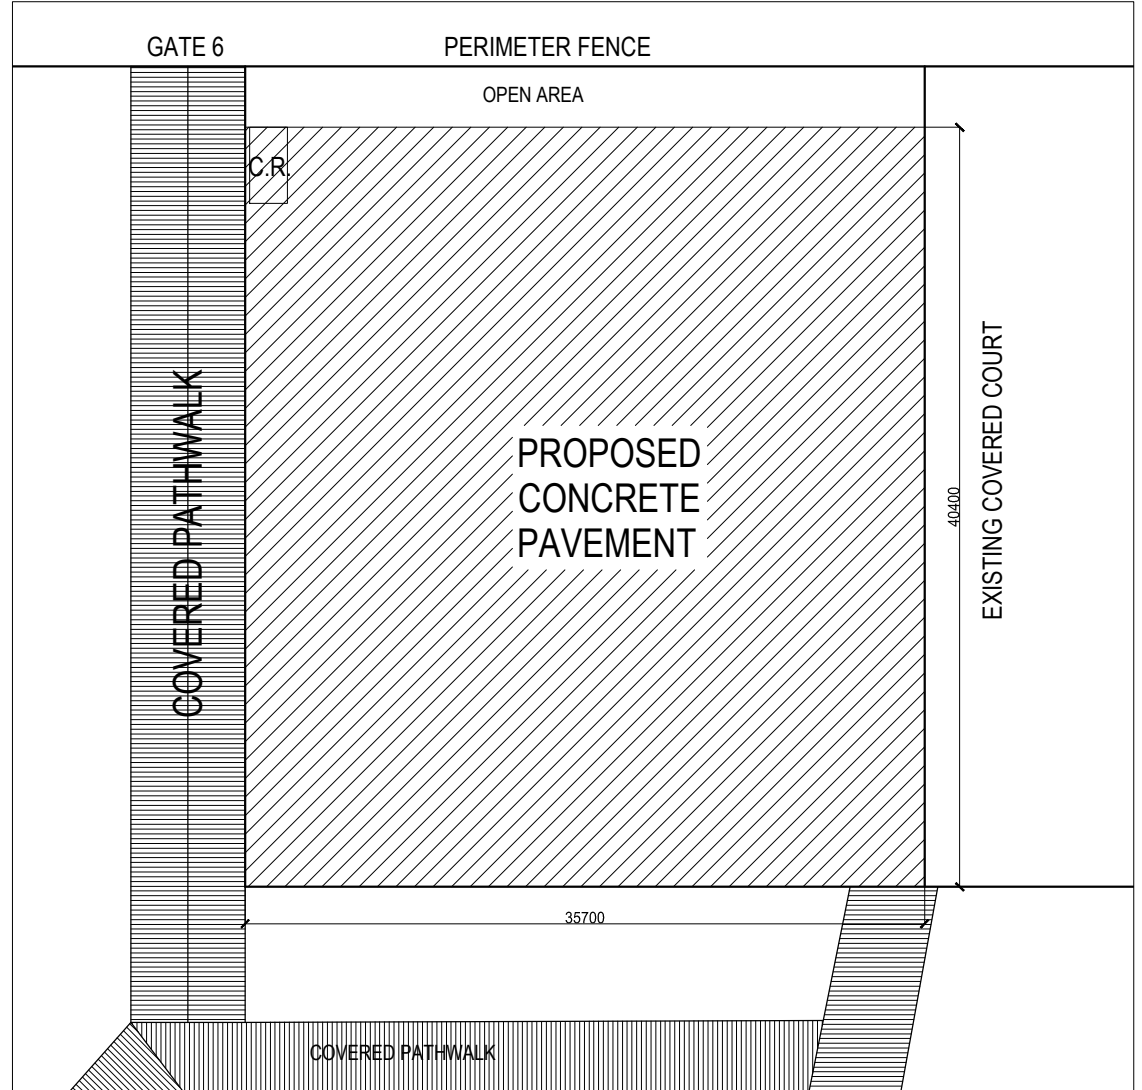 GATE 6
PERIMETER FENCE
OPEN AREA
C.R.
COVERED PATHWALK
PROPOSED
CONCRETE
PAVEMENT
40400
EXISTING COVERED COURT
35700
COVERED PATHWALK